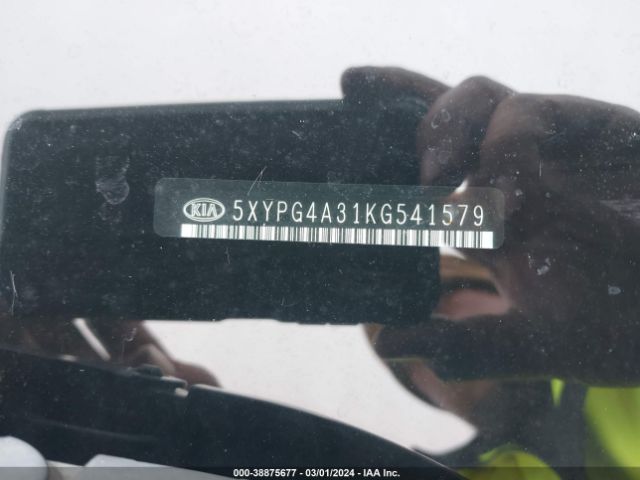 KIA 5XYPG4A31KG541579
000-38875677 - 03/01/2024 - IAA Inc.